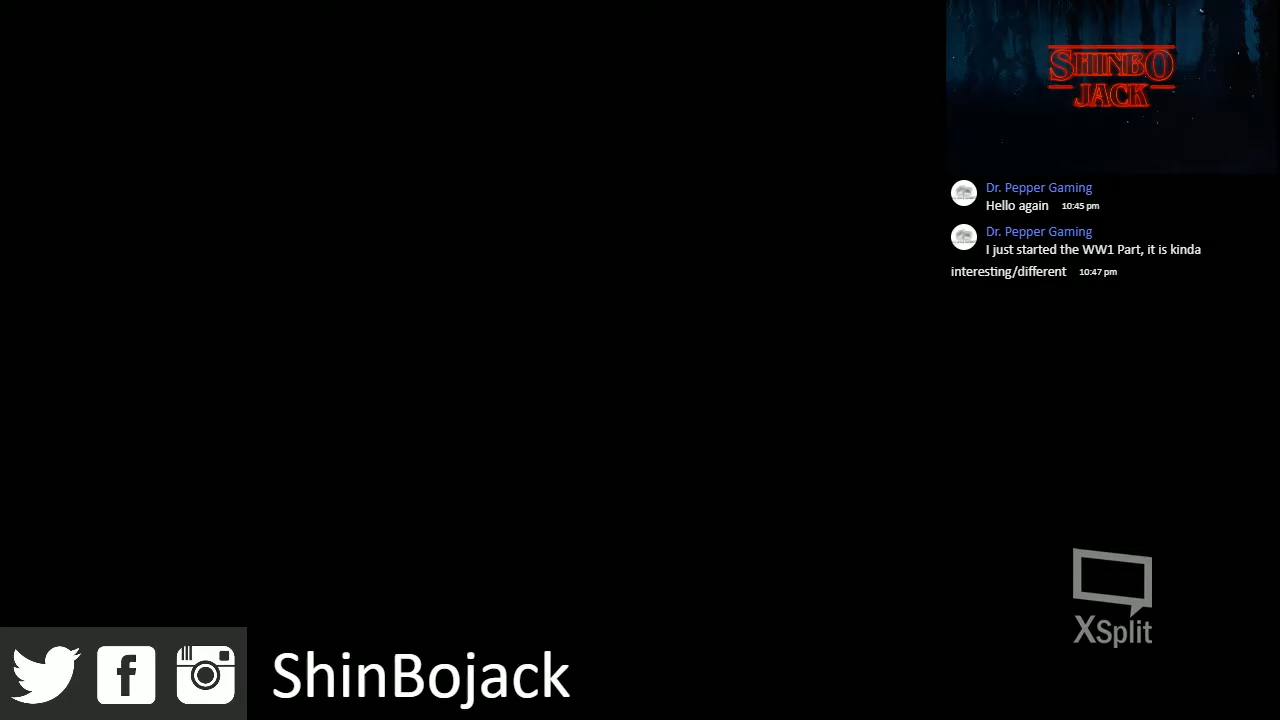 SHINBO
JACK
Dr. Pepper Gaming
Hello again 10:45 pm
Dr. Pepper Gaming
I just started the WW1 Part, it is kinda
interesting/different 10:47 pm
XSplit
ShinBojack